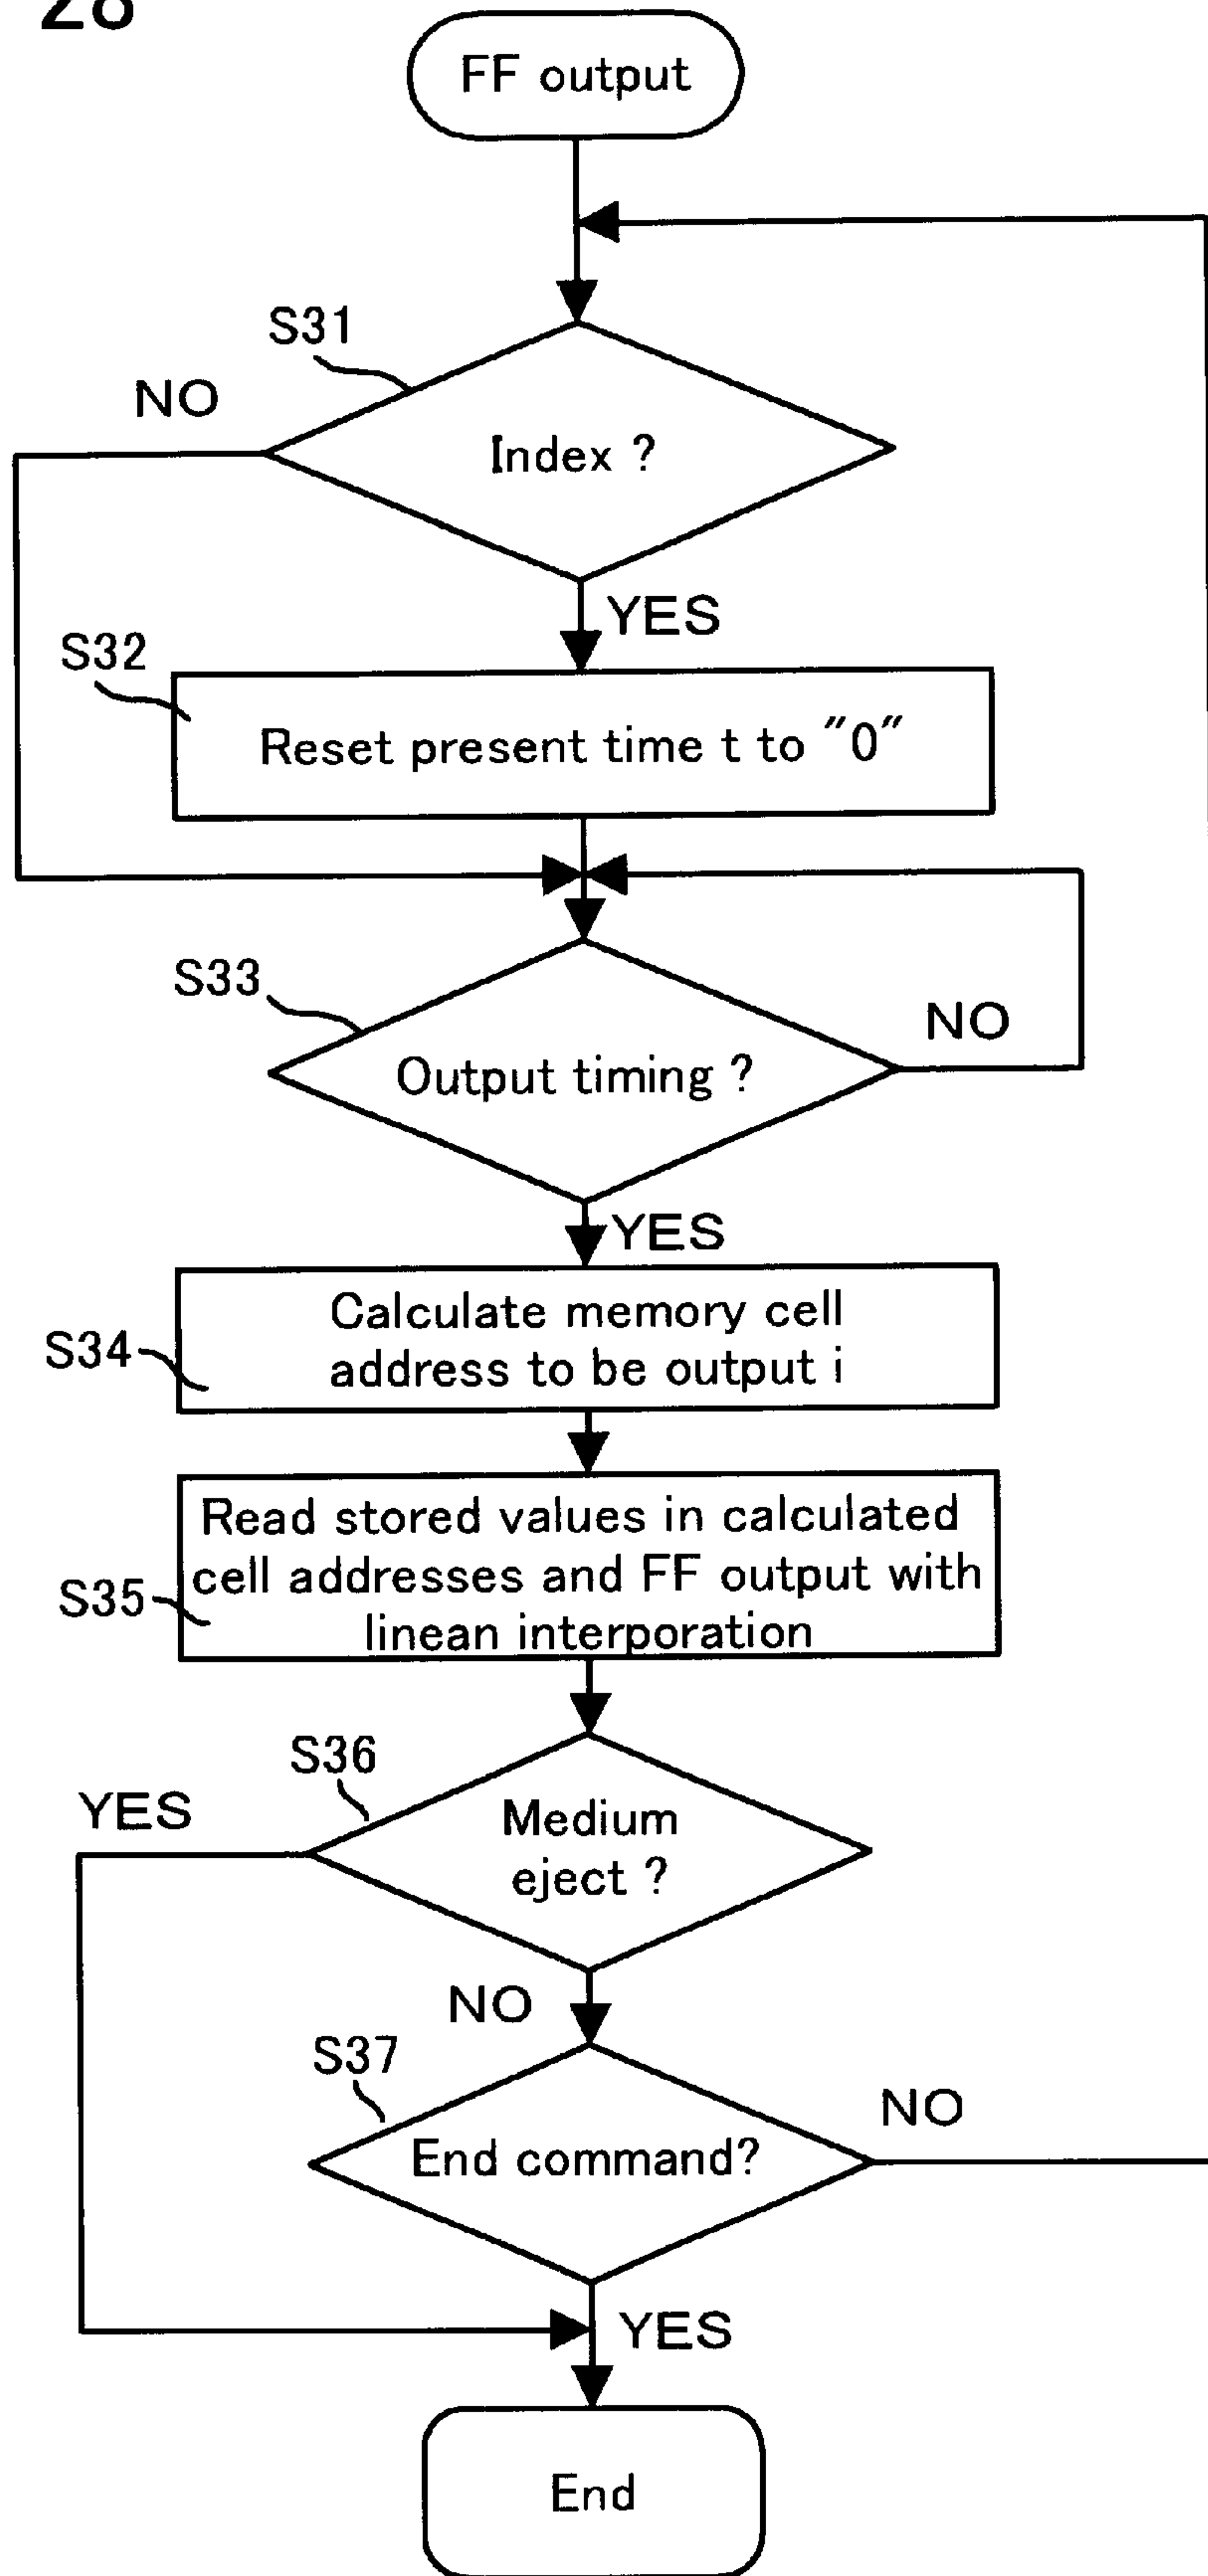 28
FF output
S31
NO
Index ?
YES
S32
Reset present time t to "0"
S33
NO
Output timing ?
YES
Calculate memory cell
S34
address to be output i
Read stored values in calculated
cell addresses and FF output with
S35
linean interporation
S36
YES
Medium
eject ?
NO
S37
NO
End command?
YES
End